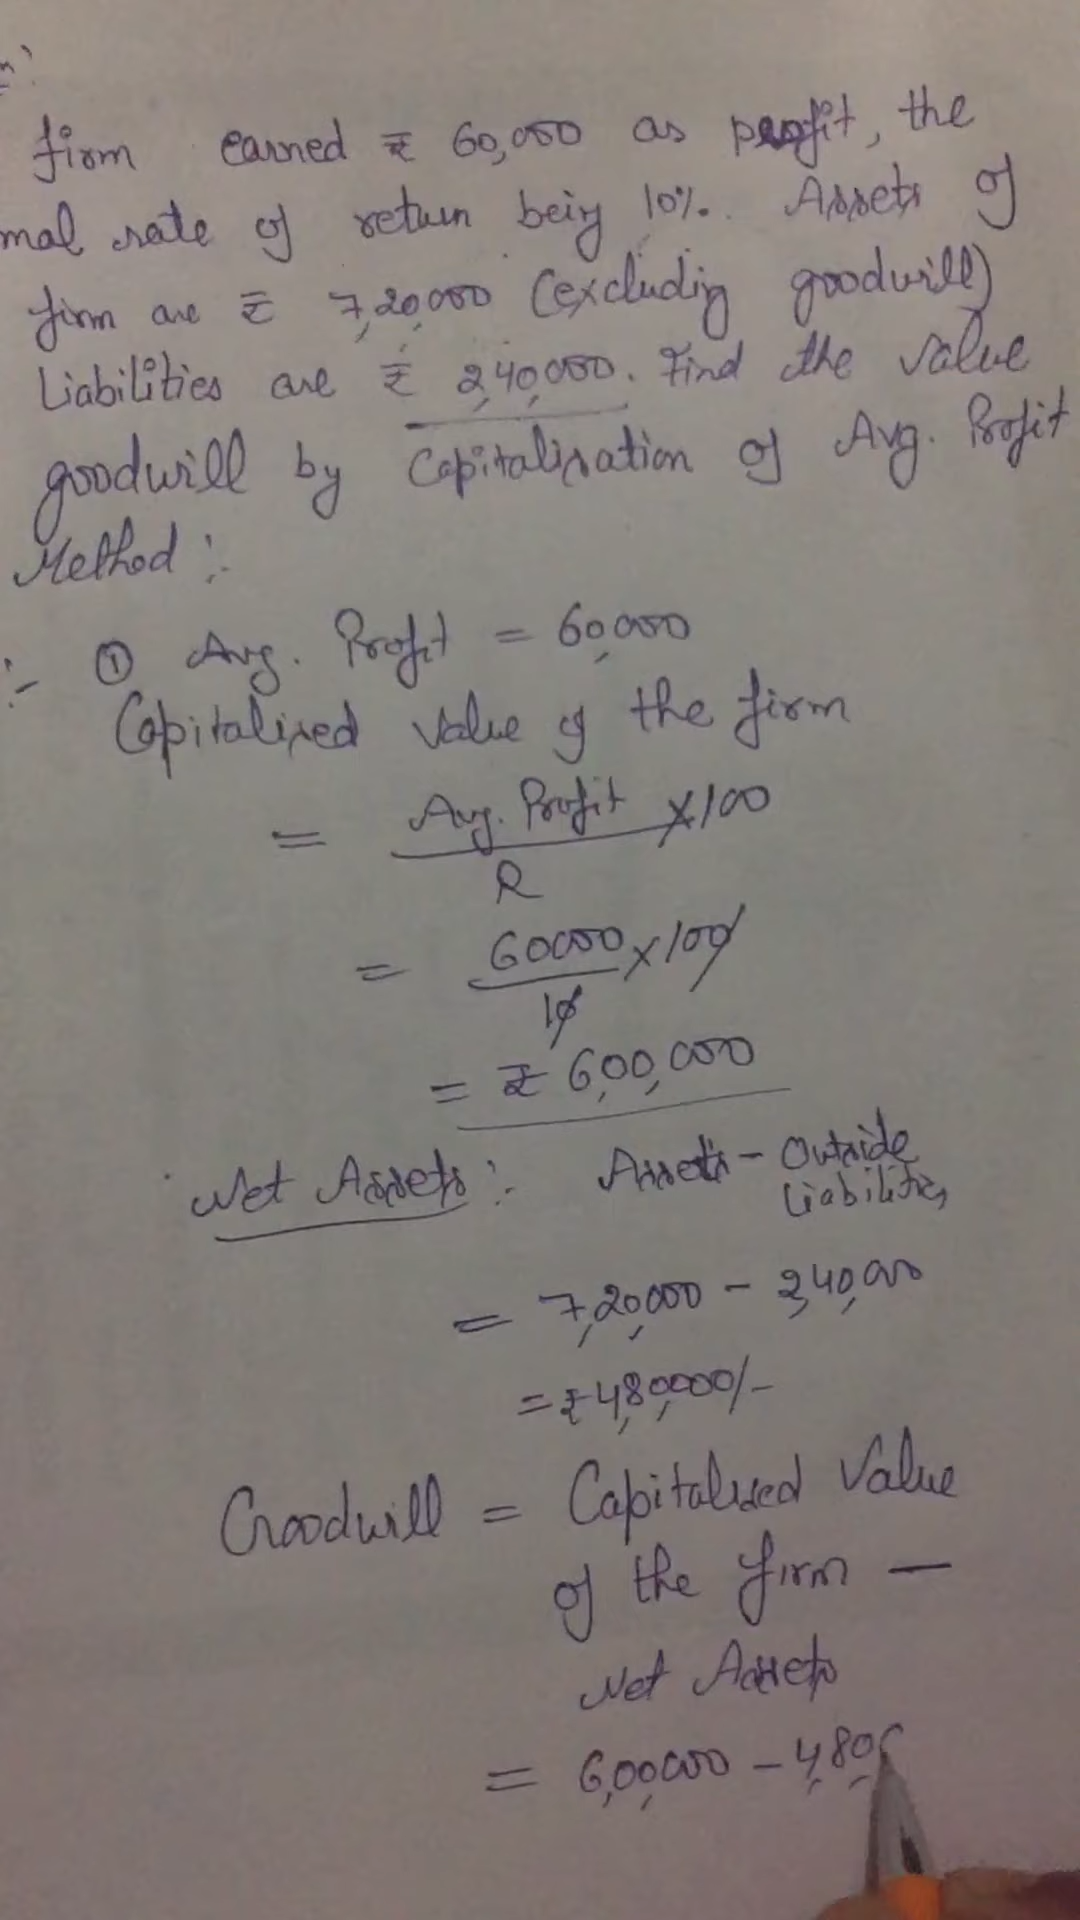 firm earned ₹ 60,000 as profit, the
mal rate of return being 10%. Assets of
firm are ₹ 7,20,000 (excluding goodwill)
Liabilities are ₹ 2,40,000. Find the value
goodwill by Capitalisation of Avg. Profit
Method :-
:- ① Avg. Profit = 60,000
Capitalised value of the firm
= Avg. Profit × 100
R
= 60000 × 100
10
= ₹ 6,00,000
Net Assets :- Assets - Outside
Liabilities
= 7,20,000 - 2,40,000
= ₹ 4,80,000/-
Goodwill = Capitalised Value
of the firm -
Net Assets
= 6,00,000 - 4,80